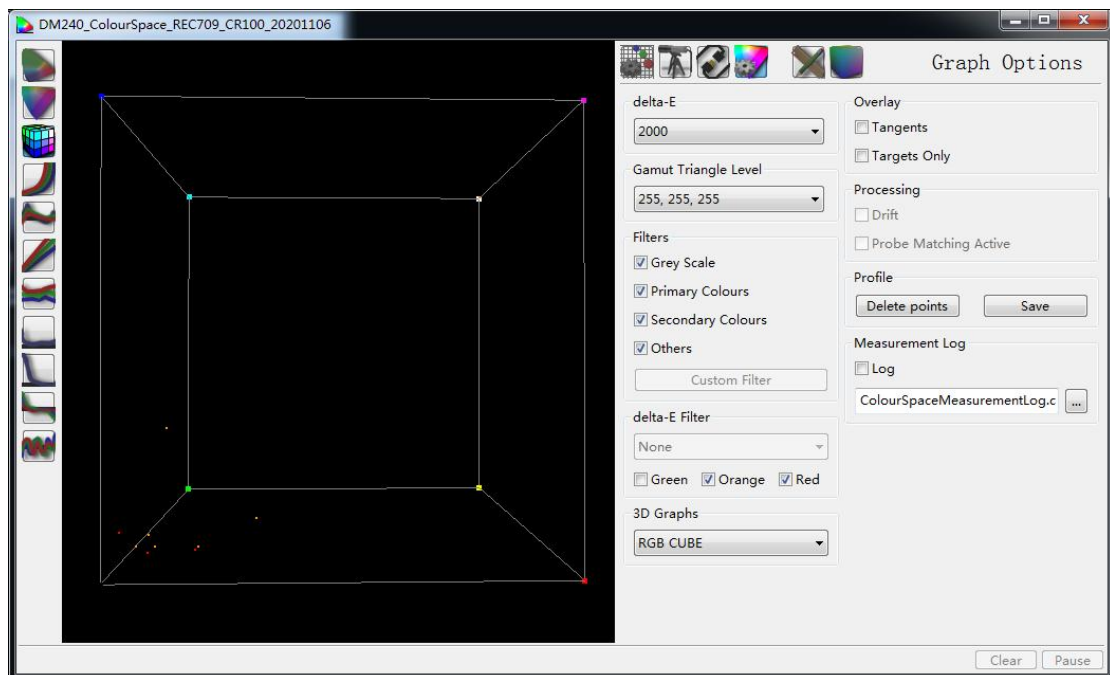 DM240_ColourSpace_REC709_CR100_20201106
Graph Options
delta-E
2000
Gamut Triangle Level
255, 255, 255
Filters
Grey Scale
Primary Colours
Secondary Colours
Others
Custom Filter
delta-E Filter
None
Green Orange Red
3D Graphs
RGB CUBE
Overlay
Tangents
Targets Only
Processing
Drift
Probe Matching Active
Profile
Delete points Save
Measurement Log
Log
ColourSpaceMeasurementLog.c ...
Clear Pause